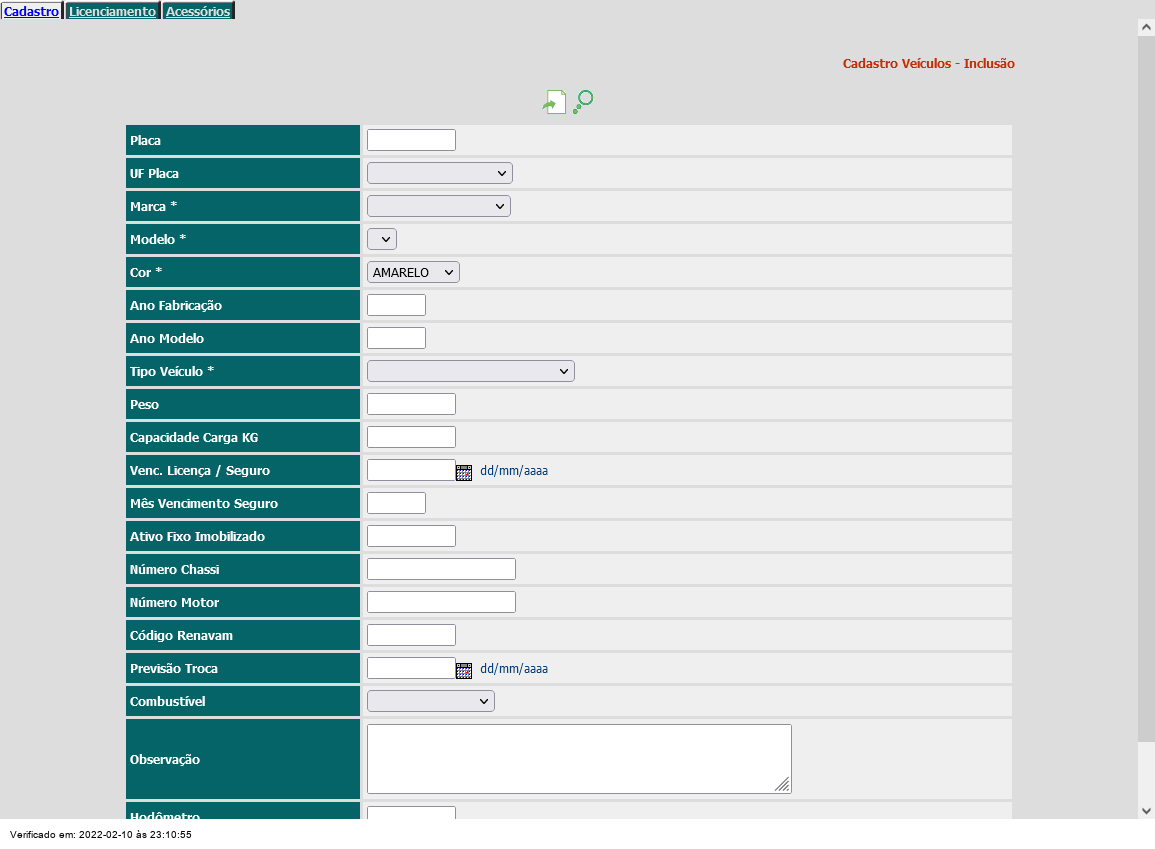 Cadastro Licenciamento Acessórios
Cadastro Veículos - Inclusão
Placa
UF Placa
Marca *
Modelo *
Cor * AMARELO
Ano Fabricação
Ano Modelo
Tipo Veículo *
Peso
Capacidade Carga KG
Venc. Licença / Seguro dd/mm/aaaa
Mês Vencimento Seguro
Ativo Fixo Imobilizado
Número Chassi
Número Motor
Código Renavam
Previsão Troca dd/mm/aaaa
Combustível
Observação
Hodômetro
Verificado em: 2022-02-10 às 23:10:55